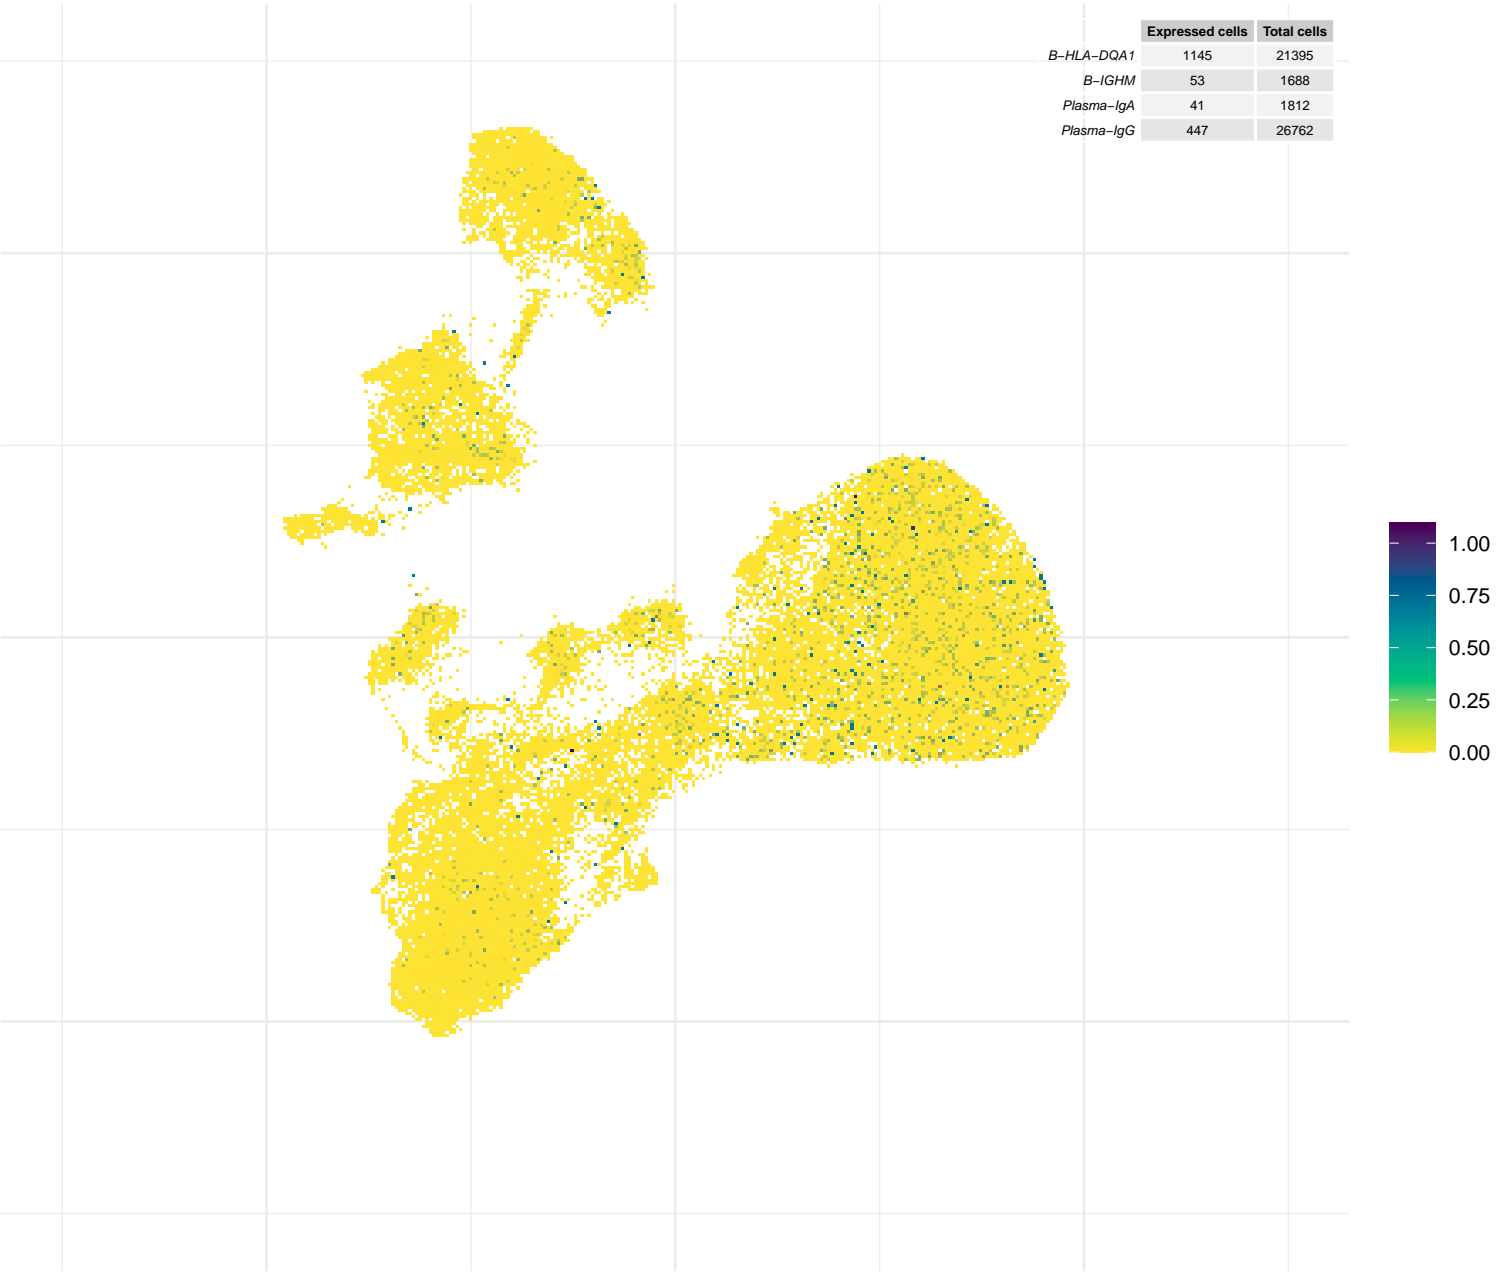 Expressed cells Total cells
B−HLA−DQA1 1145 21395
B−IGHM 53 1688
Plasma−IgA 41 1812
Plasma−IgG 447 26762
1.00
0.75
0.50
0.25
0.00